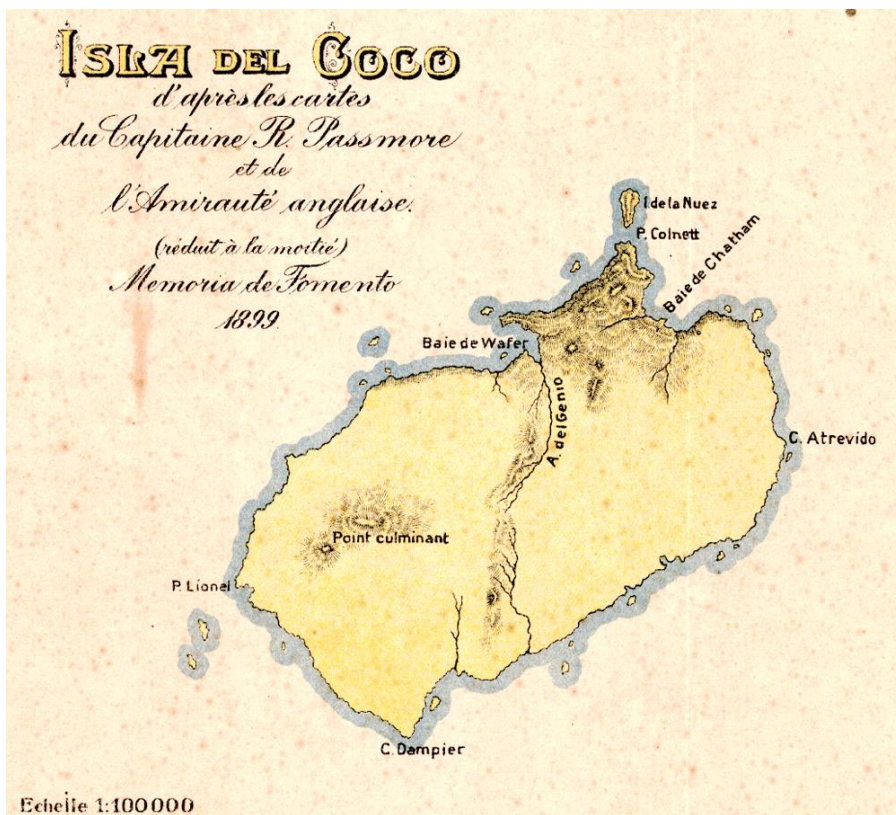 ISLA DEL COCO
d'après les cartes
du Capitaine R. Passmore
et de
l'Amirauté anglaise.
(réduit à la moitié)
Memoria de Fomento
1899.
I. de la Nuez
P. Colnett
Baie de Chatham
Baie de Wafer
A. del Genio
C. Atrevido
Point culminant
P. Lionel
C. Dampier
Echelle 1:100000